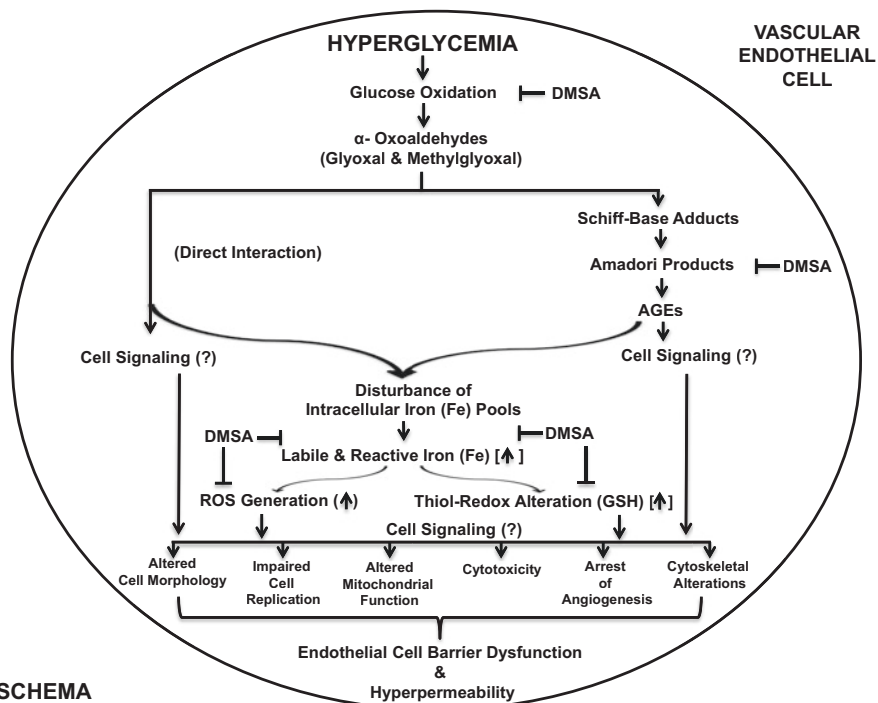 VASCULAR
ENDOTHELIAL
CELL
HYPERGLYCEMIA
Glucose Oxidation
DMSA
α- Oxoaldehydes
(Glyoxal & Methylglyoxal)
Schiff-Base Adducts
(Direct Interaction)
Amadori Products
DMSA
AGEs
Cell Signaling (?)
Cell Signaling (?)
Disturbance of
Intracellular Iron (Fe) Pools
DMSA
DMSA
Labile & Reactive Iron (Fe) [↑]
ROS Generation (↑)
Thiol-Redox Alteration (GSH) [↑]
Cell Signaling (?)
Altered
Cell Morphology
Impaired
Cell
Replication
Altered
Mitochondrial
Function
Cytotoxicity
Arrest
of
Angiogenesis
Cytoskeletal
Alterations
Endothelial Cell Barrier Dysfunction
&
Hyperpermeability
SCHEMA